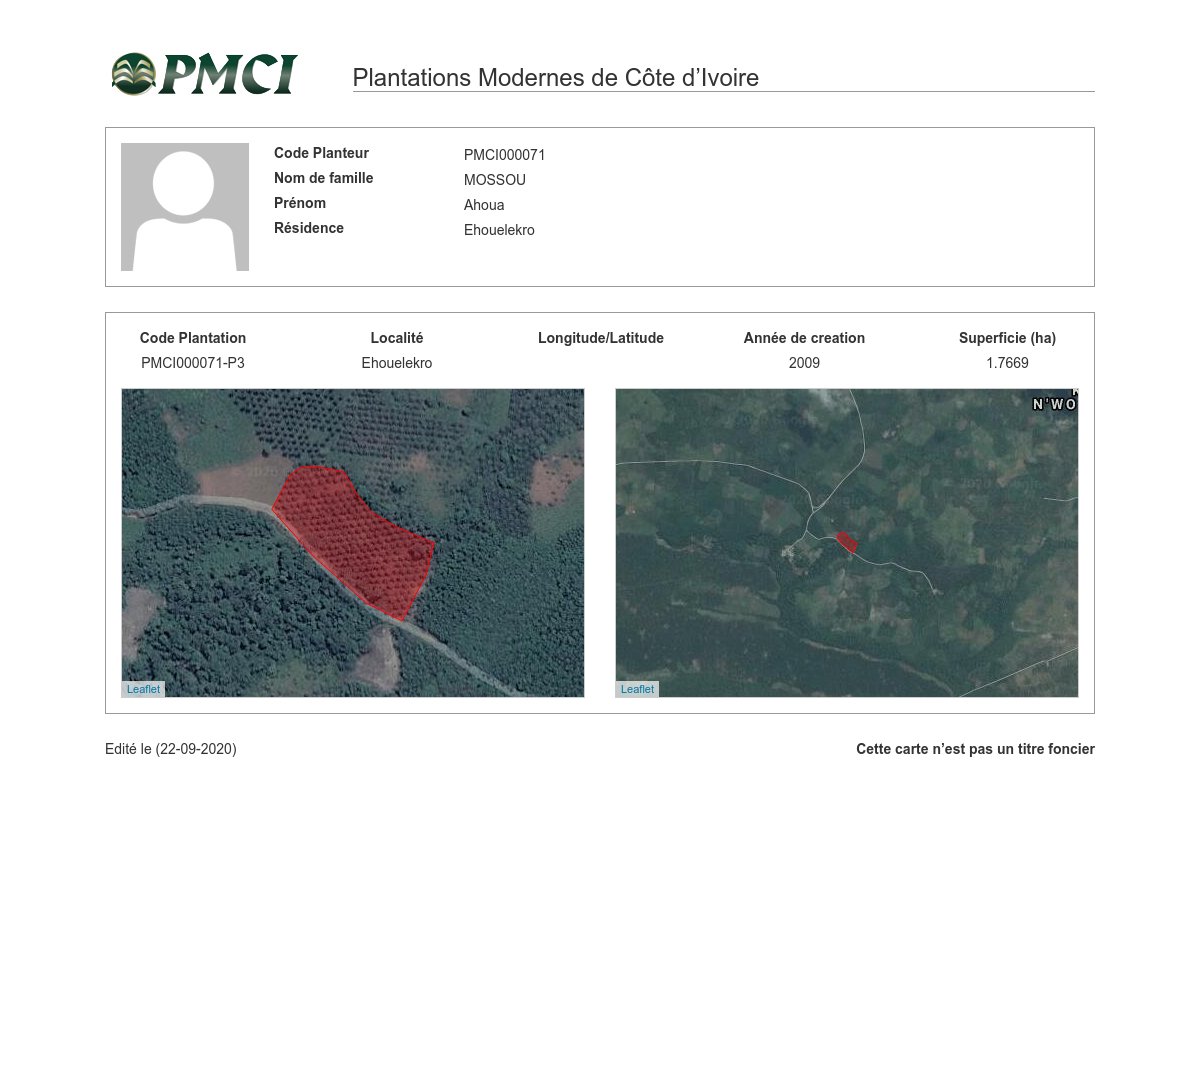 PMCI
Plantations Modernes de Côte d’Ivoire
Code Planteur PMCI000071
Nom de famille MOSSOU
Prénom Ahoua
Résidence Ehouelekro
Code Plantation Localité Longitude/Latitude Année de creation Superficie (ha)
PMCI000071-P3 Ehouelekro 2009 1.7669
N'WO
Leaflet
Leaflet
Edité le (22-09-2020)
Cette carte n’est pas un titre foncier